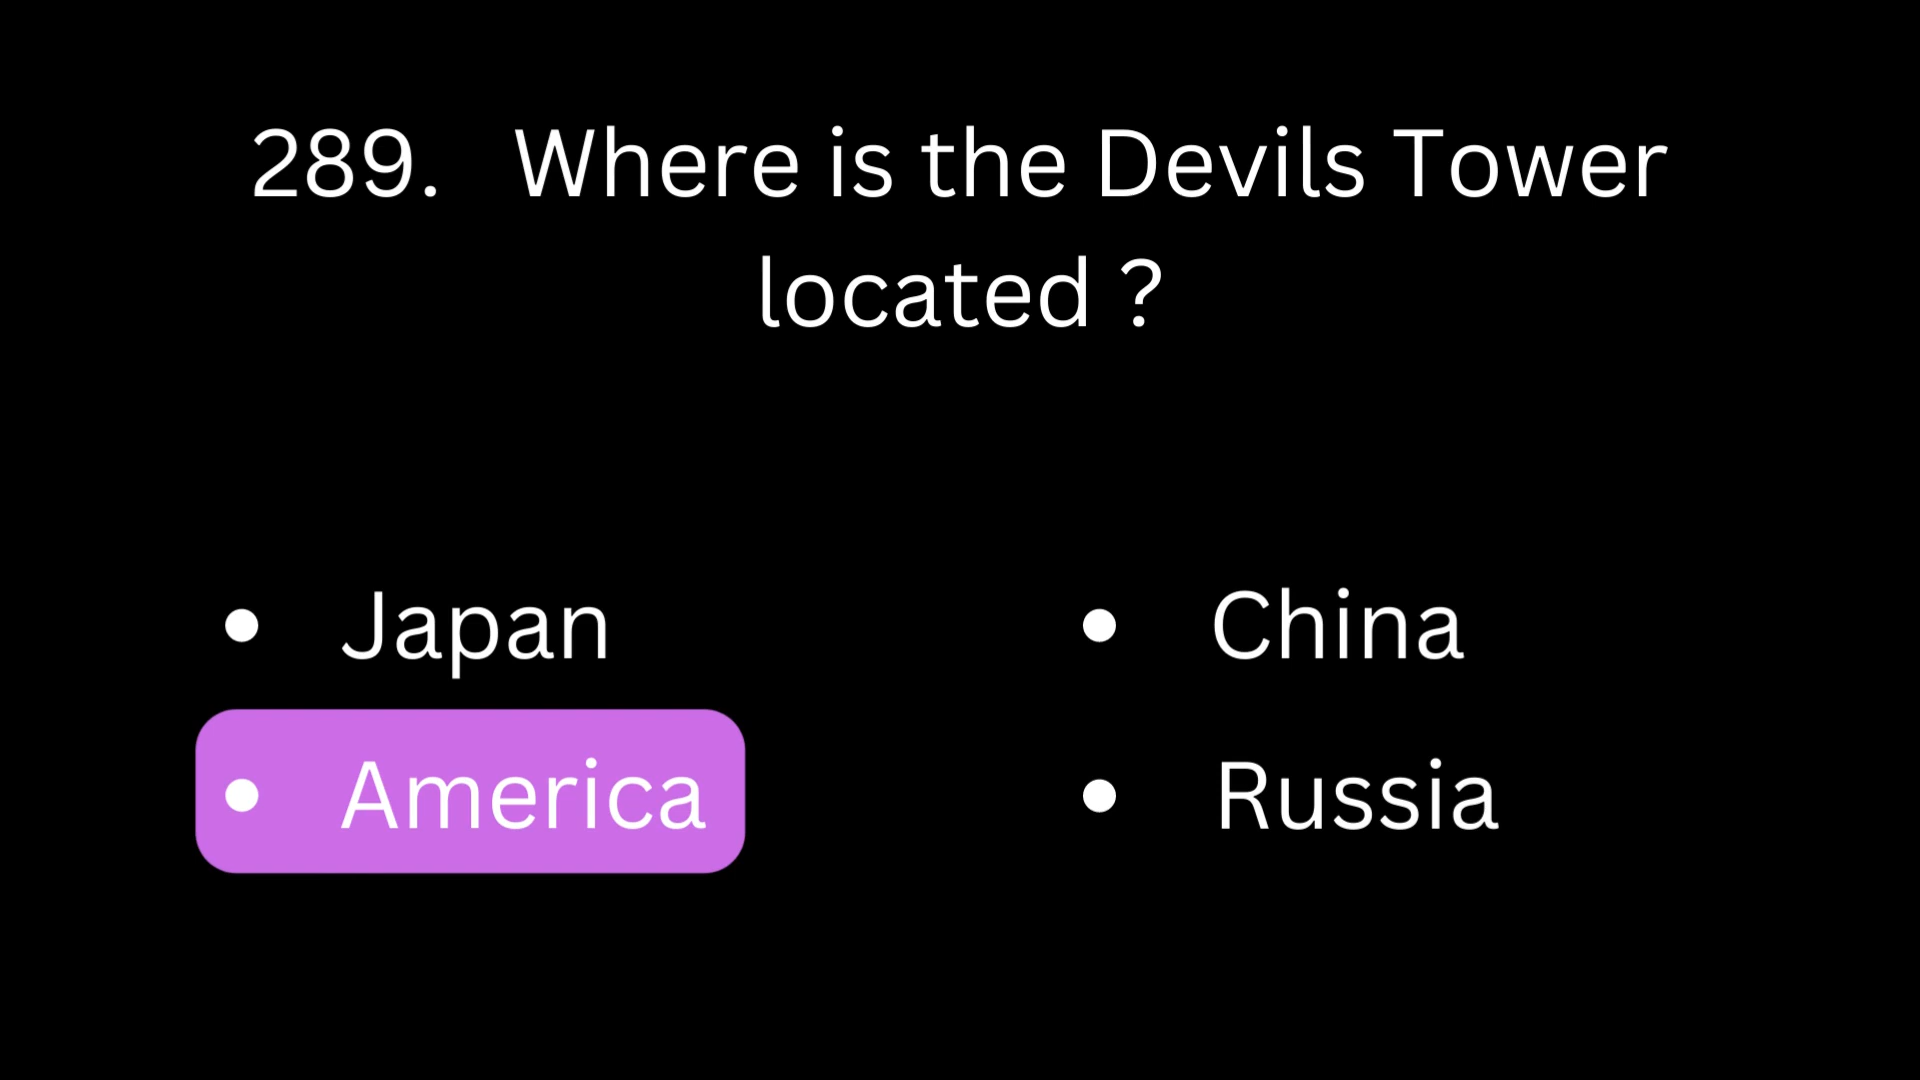 289. Where is the Devils Tower
located ?
• Japan
• America
• China
• Russia